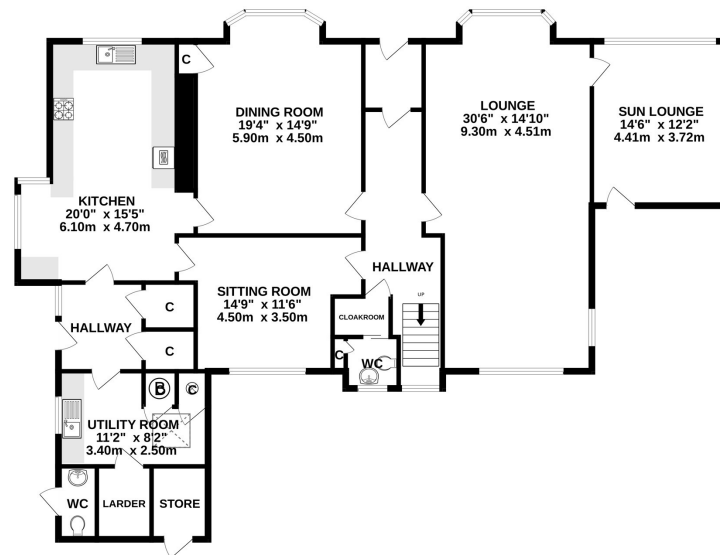 C
DINING ROOM
19'4" x 14'9"
5.90m x 4.50m
LOUNGE
30'6" x 14'10"
9.30m x 4.51m
SUN LOUNGE
14'6" x 12'2"
4.41m x 3.72m
KITCHEN
20'0" x 15'5"
6.10m x 4.70m
HALLWAY
SITTING ROOM
14'9" x 11'6"
4.50m x 3.50m
UP
C
CLOAKROOM
HALLWAY
C
C
WC
B
C
UTILITY ROOM
11'2" x 8'2"
3.40m x 2.50m
WC
LARDER
STORE